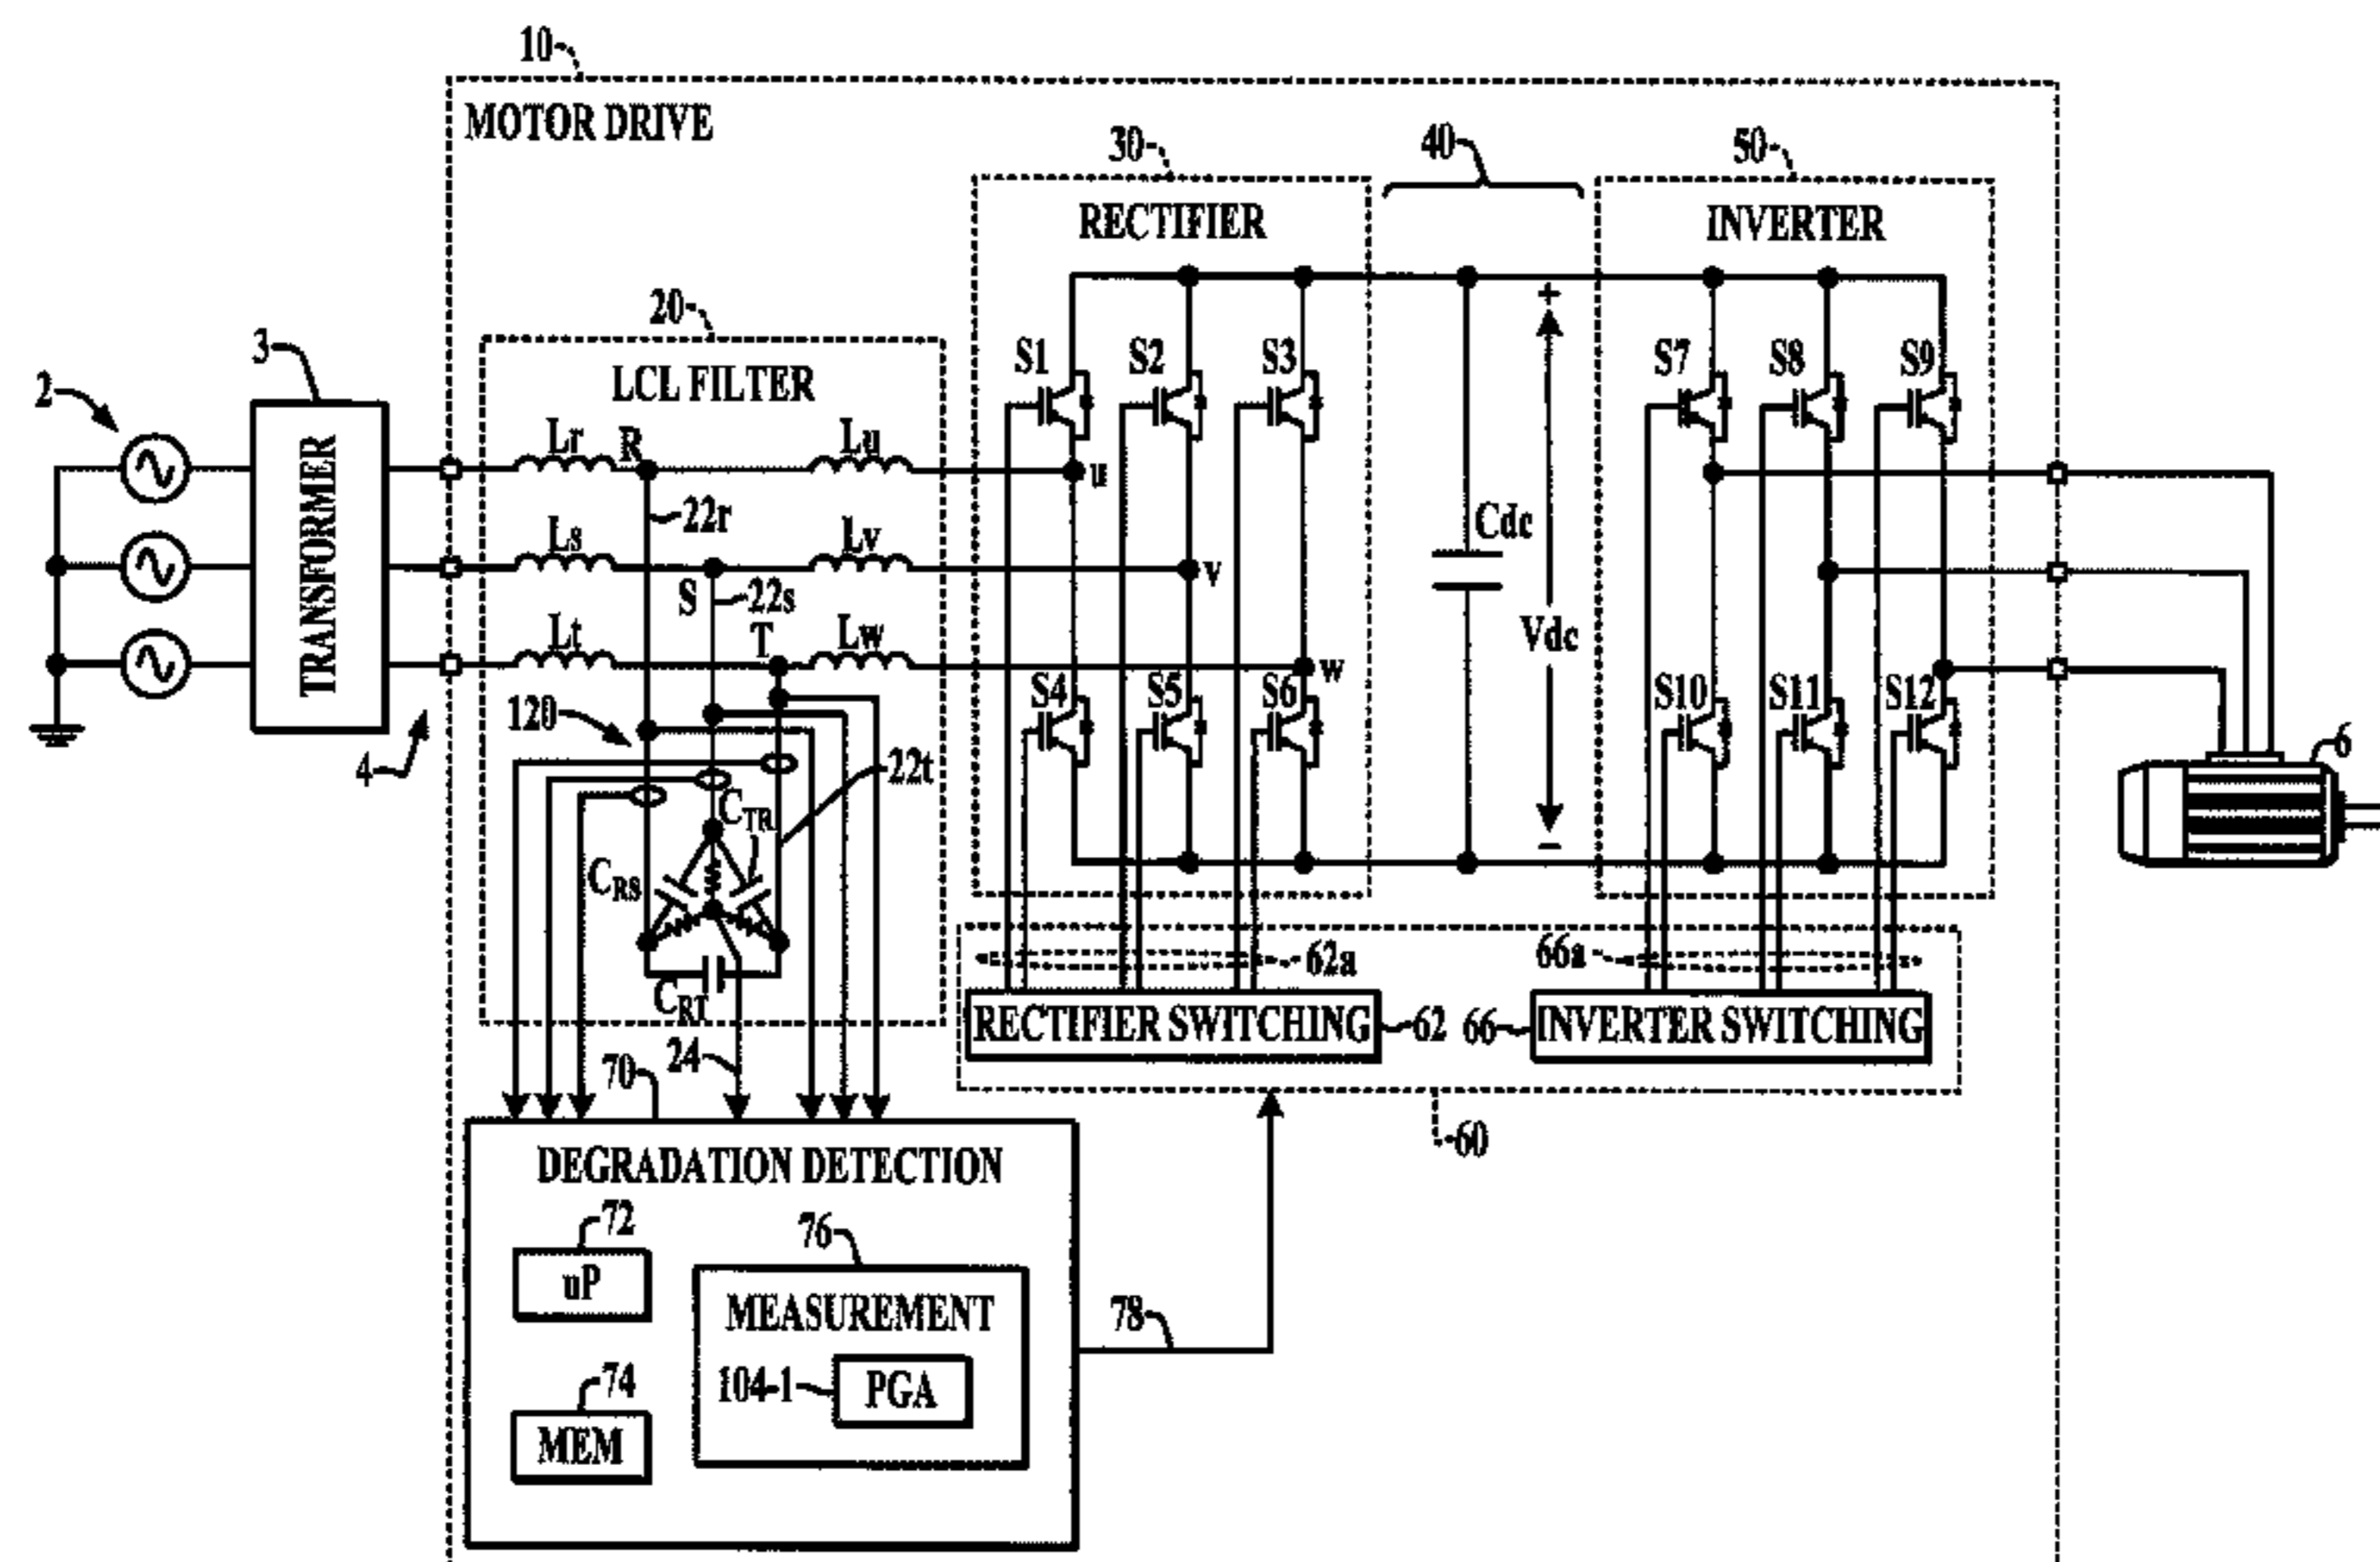 10
MOTOR DRIVE
30
40
50
RECTIFIER
INVERTER
20
3
LCL FILTER
2
S1
S2
S3
S7
S8
S9
+
TRANSFORMER
Lr
R
Lu
u
22r
Ls
Lv
Cdc
S
22s
v
Vdc
Lt
T
Lw
w
S4
S5
S6
S10
S11
S12
120
4
22t
6
CTR
CRS
−
CRT
62a
66a
RECTIFIER SWITCHING
62
66
INVERTER SWITCHING
24
70
60
DEGRADATION DETECTION
72
uP
76
MEASUREMENT
78
74
MEM
104-1
PGA